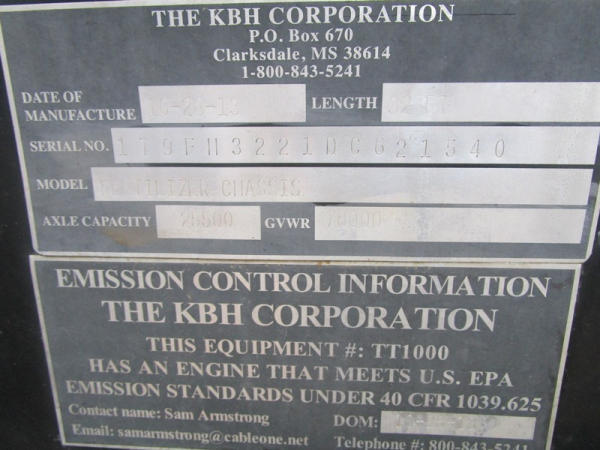 THE KBH CORPORATION
P.O. Box 670
Clarksdale, MS 38614
1-800-843-5241
DATE OF MANUFACTURE LENGTH
SERIAL NO. 1T9FH3221DC621540
MODEL CHASSIS
AXLE CAPACITY 26500 GVWR
EMISSION CONTROL INFORMATION
THE KBH CORPORATION
THIS EQUIPMENT #: TT1000
HAS AN ENGINE THAT MEETS U.S. EPA
EMISSION STANDARDS UNDER 40 CFR 1039.625
Contact name: Sam Armstrong DOM:
Email: samarmstrong@cableone.net Telephone #: 800-843-5241